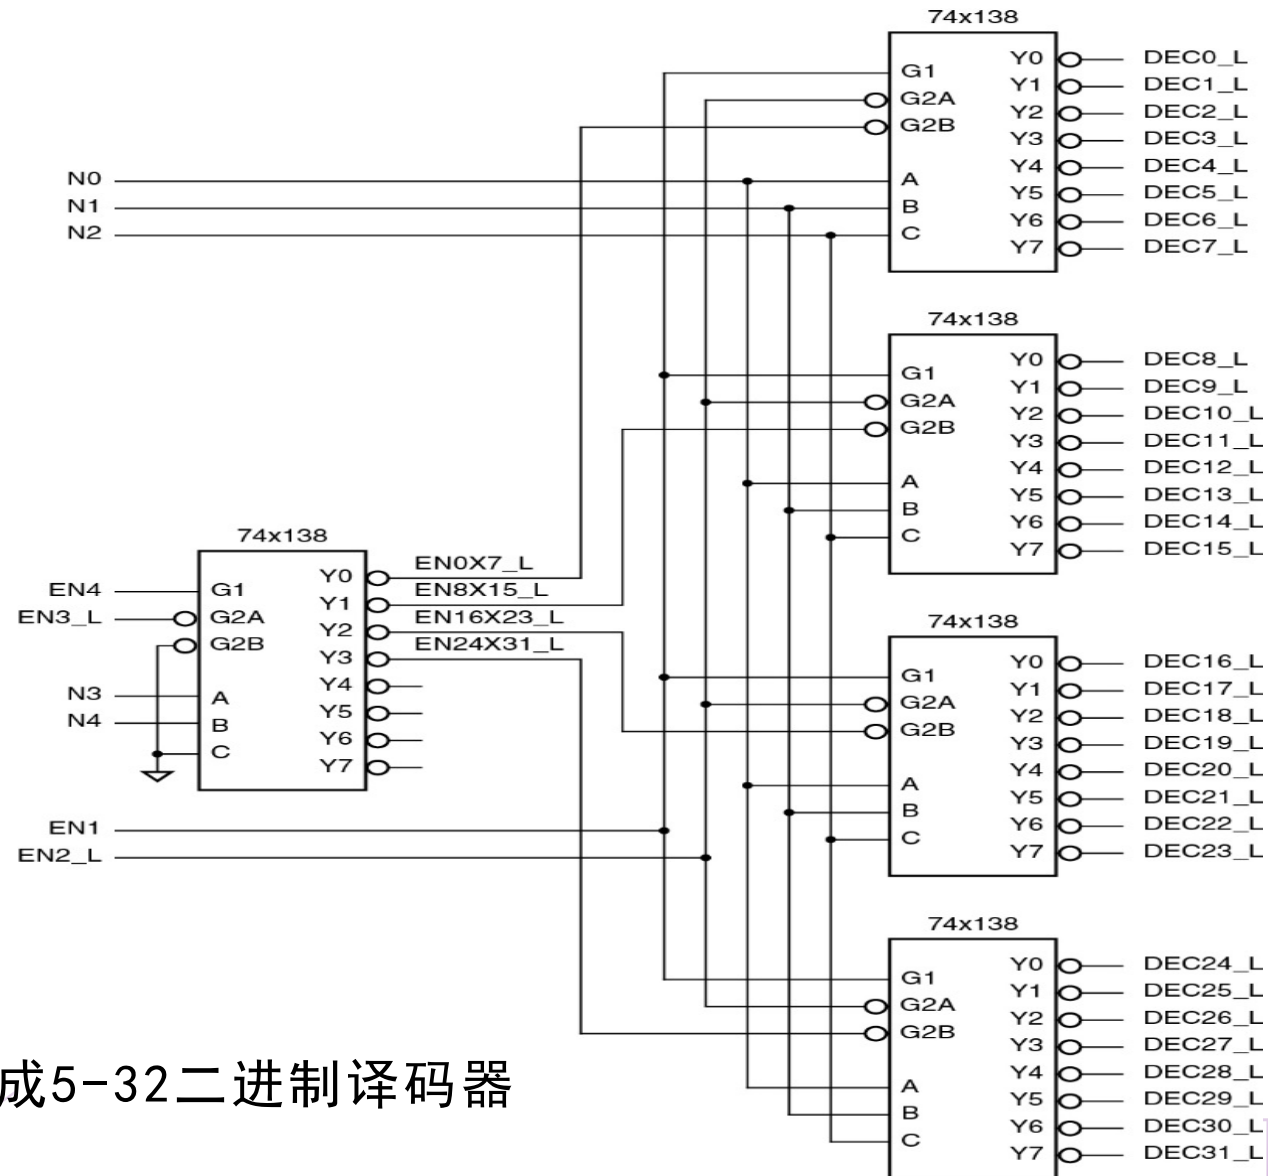 74x138
G1
G2A
G2B
A
B
C
Y0
Y1
Y2
Y3
Y4
Y5
Y6
Y7
DEC0_L
DEC1_L
DEC2_L
DEC3_L
DEC4_L
DEC5_L
DEC6_L
DEC7_L
N0
N1
N2
74x138
G1
G2A
G2B
A
B
C
Y0
Y1
Y2
Y3
Y4
Y5
Y6
Y7
DEC8_L
DEC9_L
DEC10_L
DEC11_L
DEC12_L
DEC13_L
DEC14_L
DEC15_L
74x138
EN4
EN3_L
N3
N4
G1
G2A
G2B
A
B
C
Y0
Y1
Y2
Y3
Y4
Y5
Y6
Y7
EN0X7_L
EN8X15_L
EN16X23_L
EN24X31_L
EN1
EN2_L
74x138
G1
G2A
G2B
A
B
C
Y0
Y1
Y2
Y3
Y4
Y5
Y6
Y7
DEC16_L
DEC17_L
DEC18_L
DEC19_L
DEC20_L
DEC21_L
DEC22_L
DEC23_L
74x138
G1
G2A
G2B
A
B
C
Y0
Y1
Y2
Y3
Y4
Y5
Y6
Y7
DEC24_L
DEC25_L
DEC26_L
DEC27_L
DEC28_L
DEC29_L
DEC30_L
DEC31_L
成5-32二进制译码器